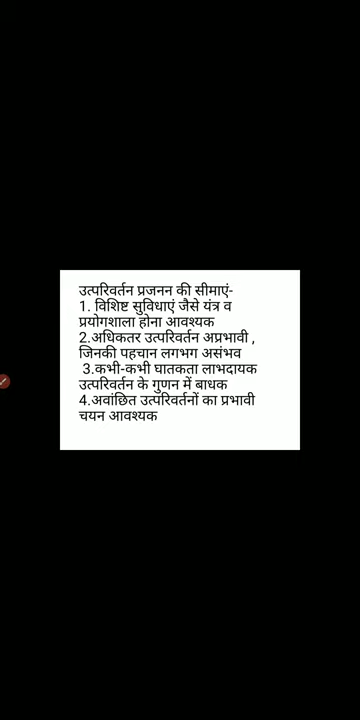 उत्परिवर्तन प्रजनन की सीमाएं-
1. विशिष्ट सुविधाएं जैसे यंत्र व
प्रयोगशाला होना आवश्यक
2.अधिकतर उत्परिवर्तन अप्रभावी ,
जिनकी पहचान लगभग असंभव
3.कभी-कभी घातकता लाभदायक
उत्परिवर्तन के गुणन में बाधक
4.अवांछित उत्परिवर्तनों का प्रभावी
चयन आवश्यक